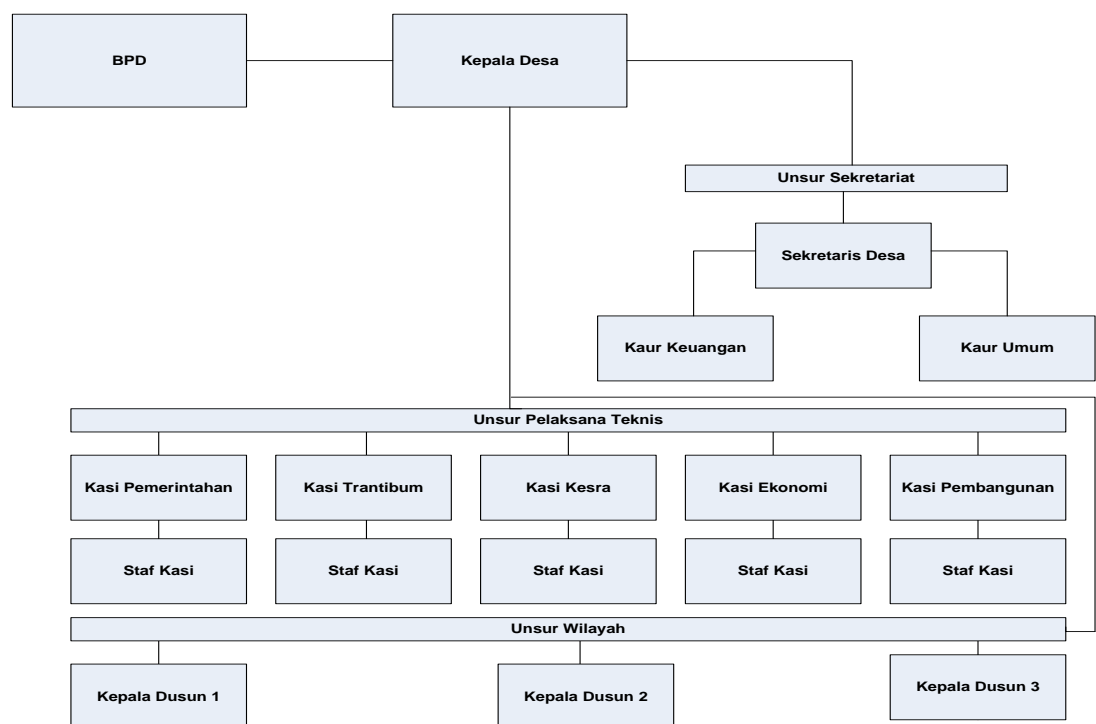 BPD
Kepala Desa
Unsur Sekretariat
Sekretaris Desa
Kaur Keuangan
Kaur Umum
Unsur Pelaksana Teknis
Kasi Pemerintahan
Kasi Trantibum
Kasi Kesra
Kasi Ekonomi
Kasi Pembangunan
Staf Kasi
Staf Kasi
Staf Kasi
Staf Kasi
Staf Kasi
Unsur Wilayah
Kepala Dusun 1
Kepala Dusun 2
Kepala Dusun 3